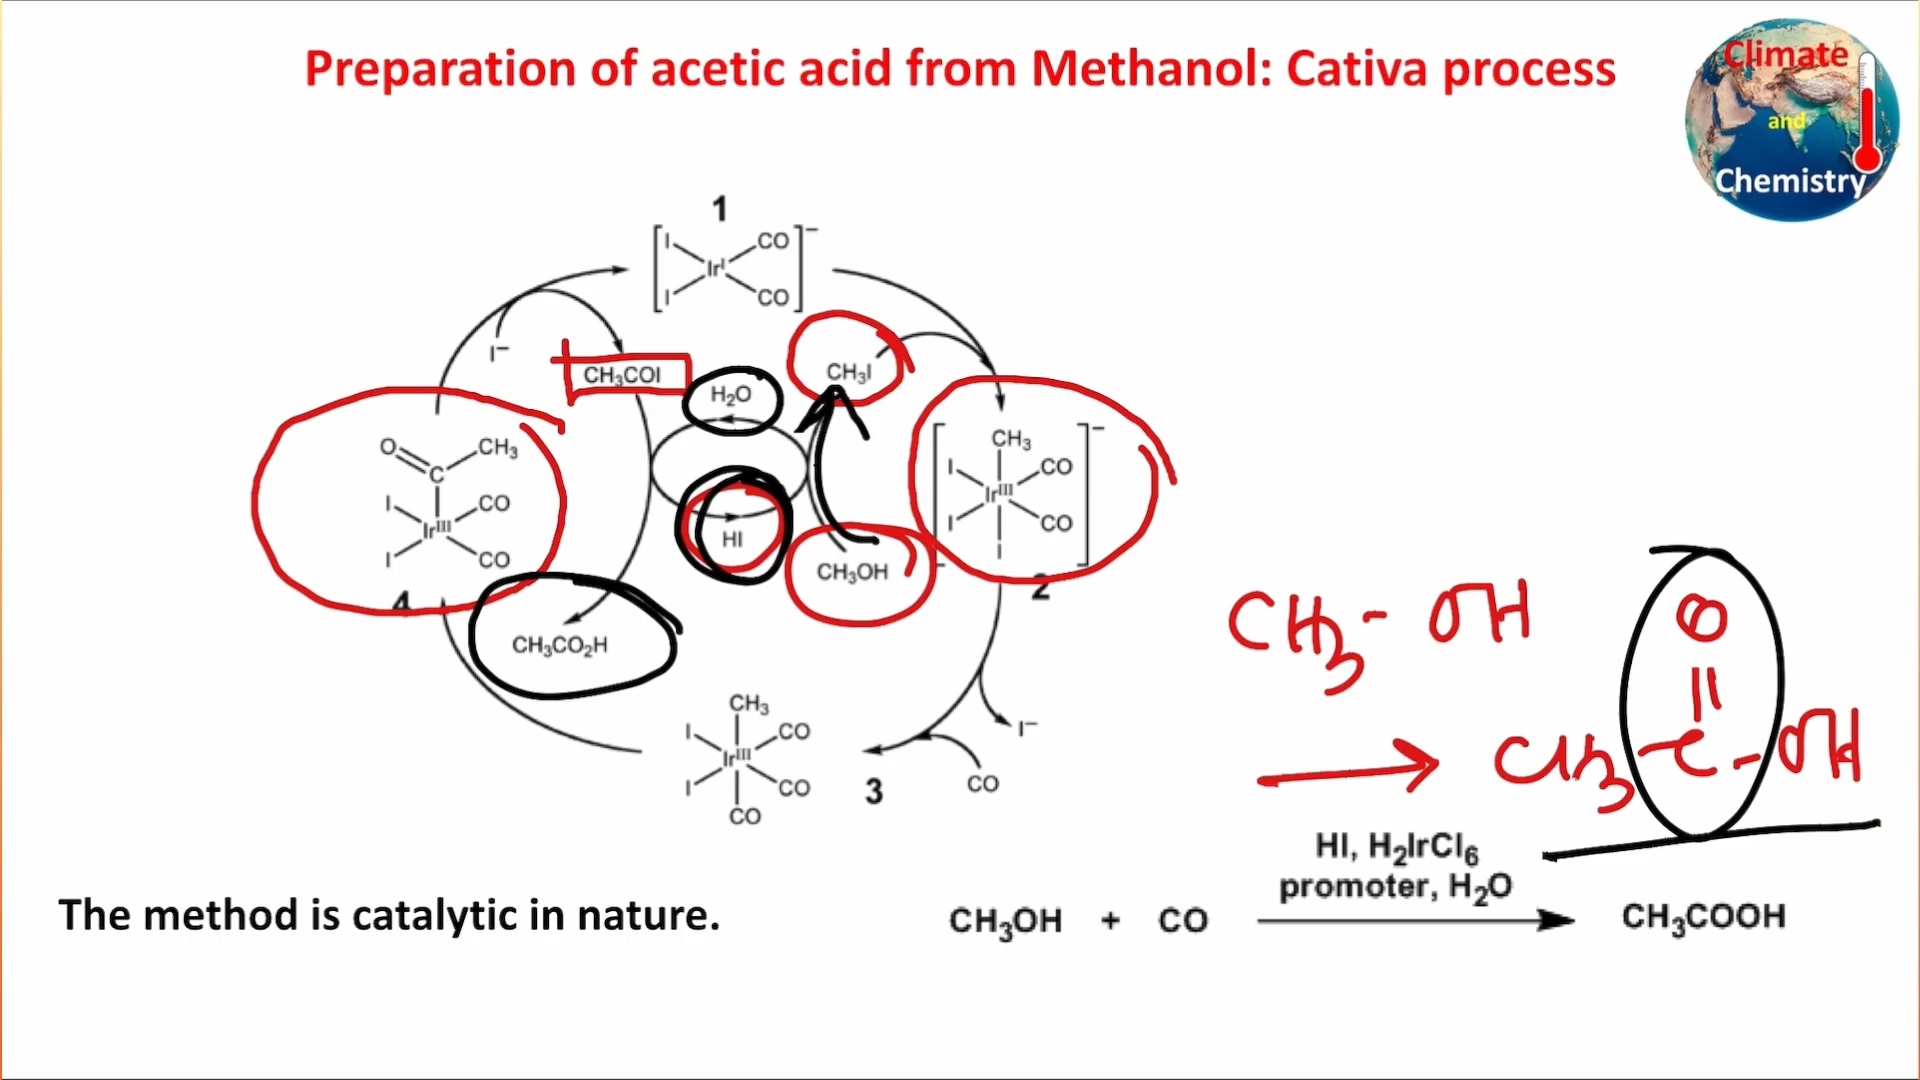 Preparation of acetic acid from Methanol: Cativa process
Climate
and
Chemistry
1
[I I Ir^I CO CO]^−
I^−
CH₃COI
H₂O
CH₃I
HI
CH₃OH
[CH₃ I I Ir^III CO CO I]^−
2
O C CH₃
I I Ir^III CO CO
4
CH₃CO₂H
CH₃
I I Ir^III CO CO
CO
3
I^−
CO
CH₃-OH
O
CH₃-C-OH
HI, H₂IrCl₆
promoter, H₂O
The method is catalytic in nature.
CH₃OH + CO
CH₃COOH